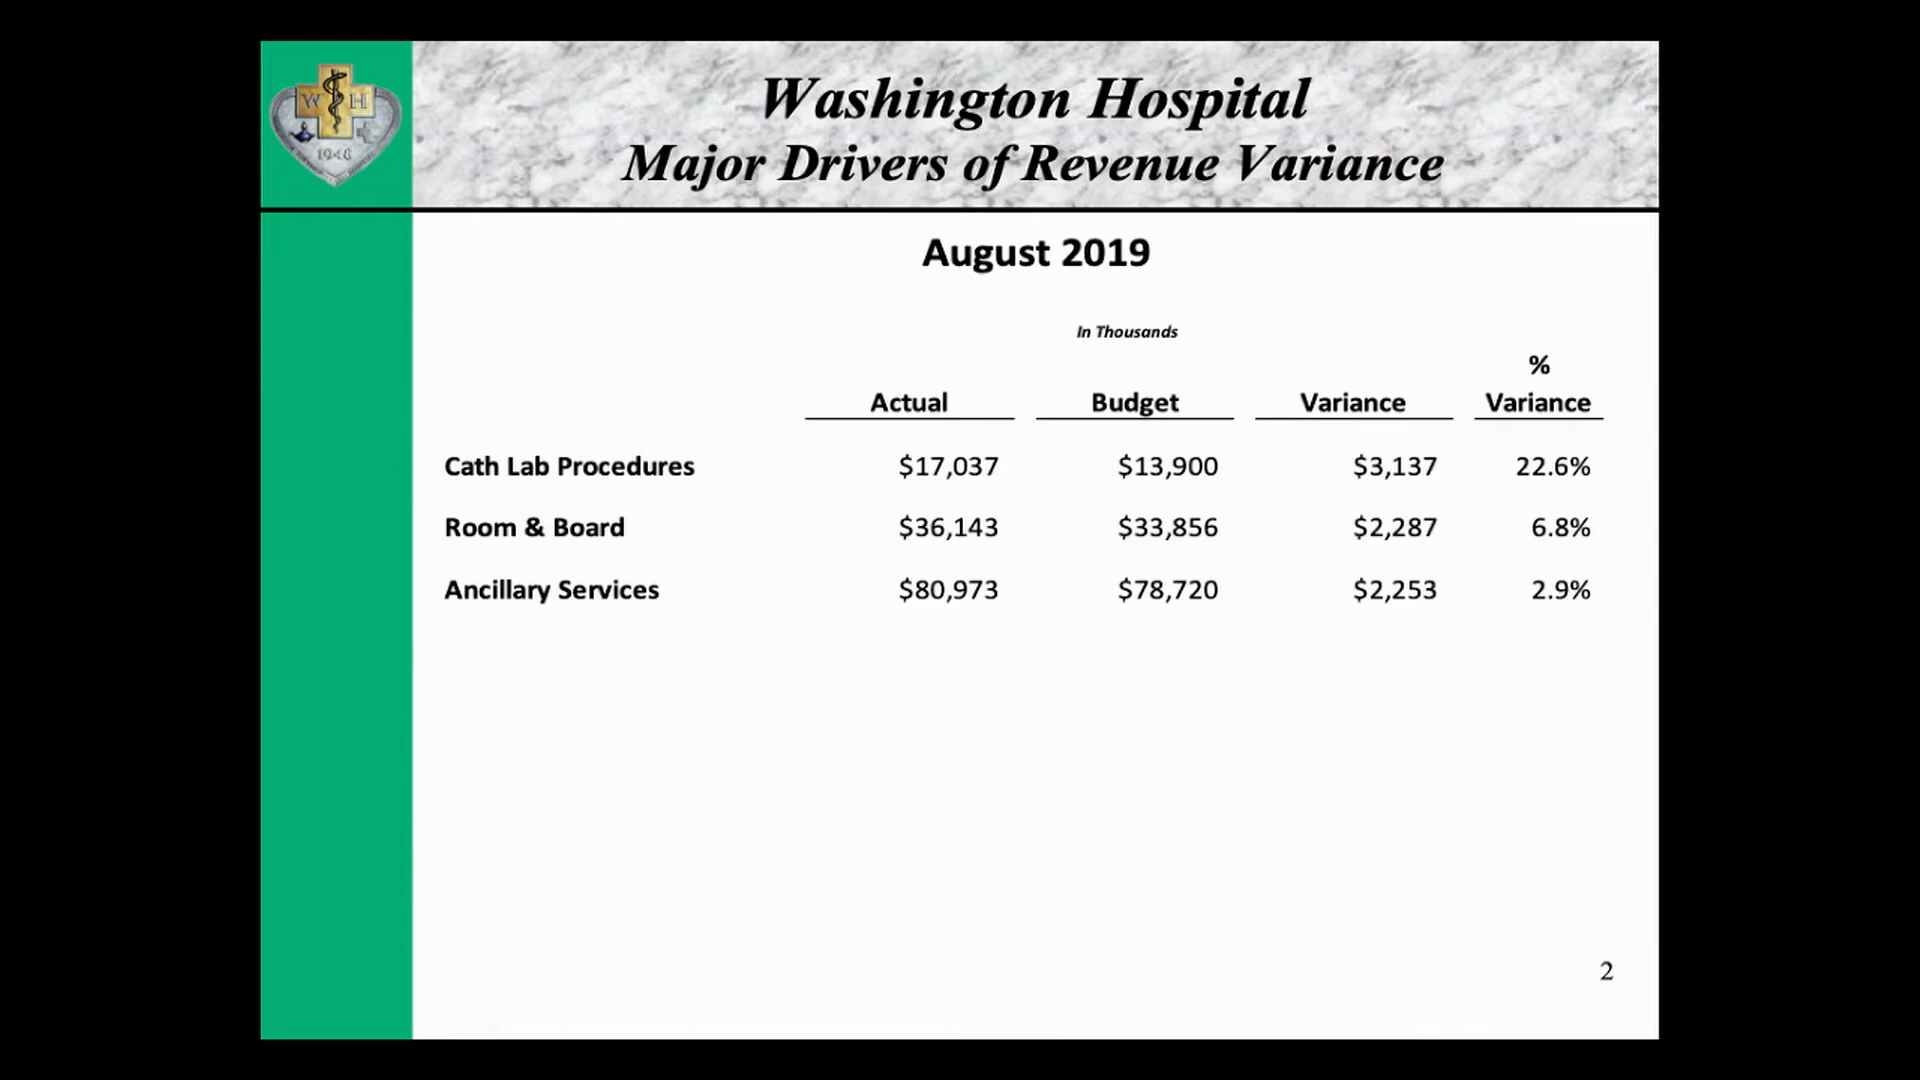 W H
1948
Washington Hospital
Major Drivers of Revenue Variance
August 2019
In Thousands
%
Actual Budget Variance Variance
Cath Lab Procedures $17,037 $13,900 $3,137 22.6%
Room & Board $36,143 $33,856 $2,287 6.8%
Ancillary Services $80,973 $78,720 $2,253 2.9%
2